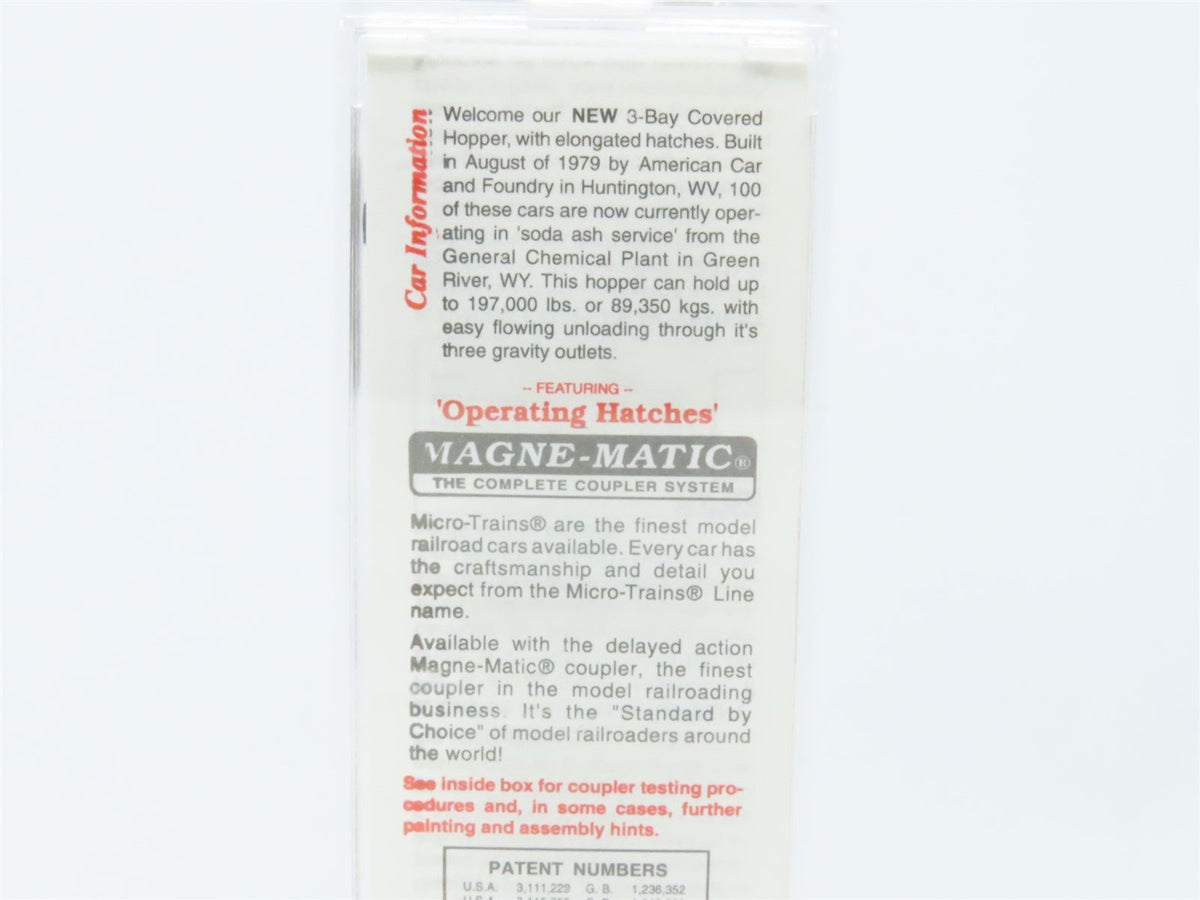 Car Information
Welcome our NEW 3-Bay Covered
Hopper, with elongated hatches. Built
in August of 1979 by American Car
and Foundry in Huntington, WV, 100
of these cars are now currently oper-
ating in 'soda ash service' from the
General Chemical Plant in Green
River, WY. This hopper can hold up
to 197,000 lbs. or 89,350 kgs. with
easy flowing unloading through it's
three gravity outlets.
-- FEATURING --
'Operating Hatches'
MAGNE-MATIC®
THE COMPLETE COUPLER SYSTEM
Micro-Trains® are the finest model
railroad cars available. Every car has
the craftsmanship and detail you
expect from the Micro-Trains® Line
name.
Available with the delayed action
Magne-Matic® coupler, the finest
coupler in the model railroading
business. It's the "Standard by
Choice" of model railroaders around
the world!
See inside box for coupler testing pro-
cedures and, in some cases, further
painting and assembly hints.
PATENT NUMBERS
U.S.A. 3,111,229 G. B. 1,236,352